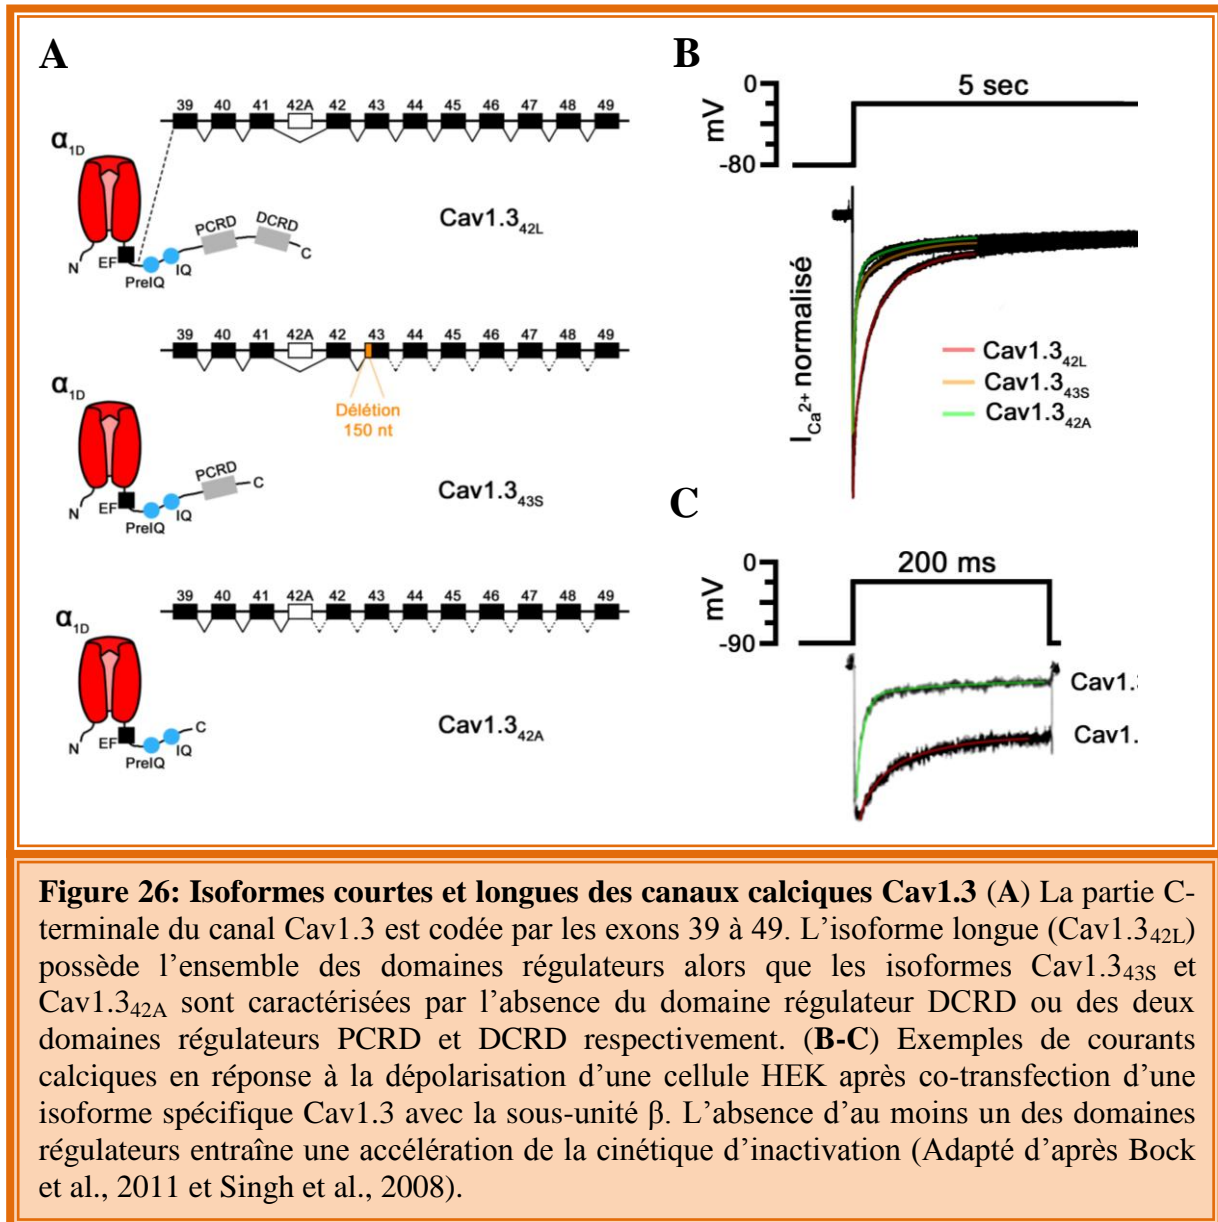 A
39 40 41 42A 42 43 44 45 46 47 48 49
α1D
N
EF
PreIQ
IQ
PCRD
DCRD
C
Cav1.342L
39 40 41 42A 42 43 44 45 46 47 48 49
α1D
Délétion
150 nt
N
EF
PreIQ
IQ
PCRD
C
Cav1.343S
39 40 41 42A 42 43 44 45 46 47 48 49
α1D
N
EF
PreIQ
IQ
C
Cav1.342A
B
mV
0
-80
5 sec
ICa2+ normalisé
Cav1.342L
Cav1.343S
Cav1.342A
C
mV
0
-90
200 ms
Cav1.
Cav1.
Figure 26: Isoformes courtes et longues des canaux calciques Cav1.3 (A) La partie C-
terminale du canal Cav1.3 est codée par les exons 39 à 49. L’isoforme longue (Cav1.342L)
possède l’ensemble des domaines régulateurs alors que les isoformes Cav1.343S et
Cav1.342A sont caractérisées par l’absence du domaine régulateur DCRD ou des deux
domaines régulateurs PCRD et DCRD respectivement. (B-C) Exemples de courants
calciques en réponse à la dépolarisation d’une cellule HEK après co-transfection d’une
isoforme spécifique Cav1.3 avec la sous-unité β. L’absence d’au moins un des domaines
régulateurs entraîne une accélération de la cinétique d’inactivation (Adapté d’après Bock
et al., 2011 et Singh et al., 2008).